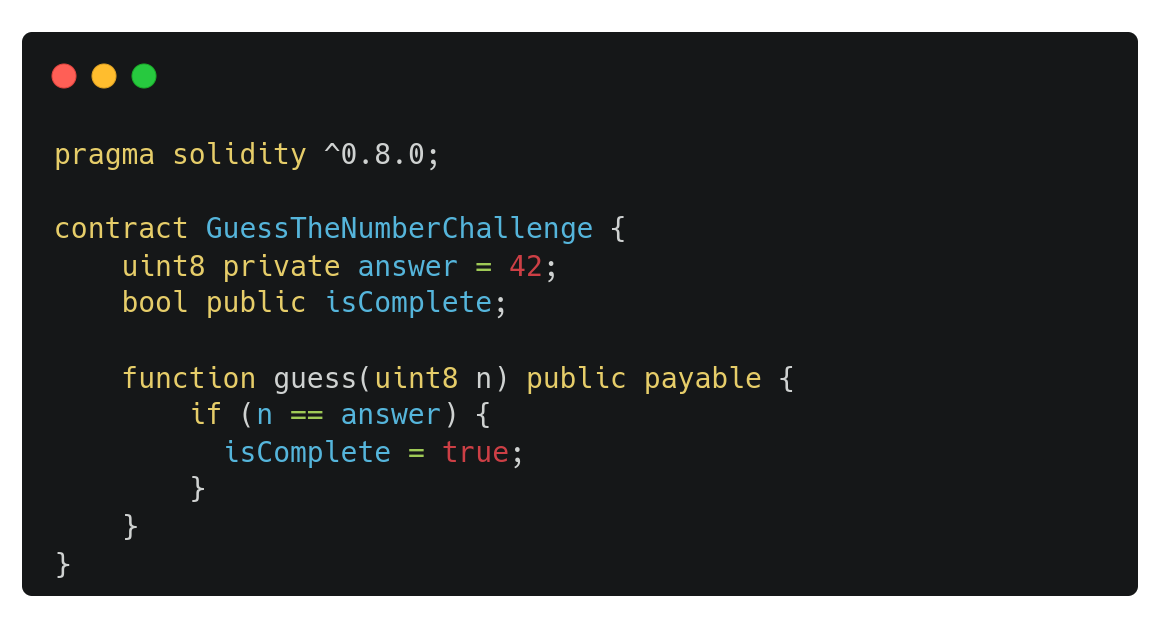 pragma solidity ^0.8.0;

contract GuessTheNumberChallenge {
    uint8 private answer = 42;
    bool public isComplete;

    function guess(uint8 n) public payable {
        if (n == answer) {
          isComplete = true;
        }
    }
}